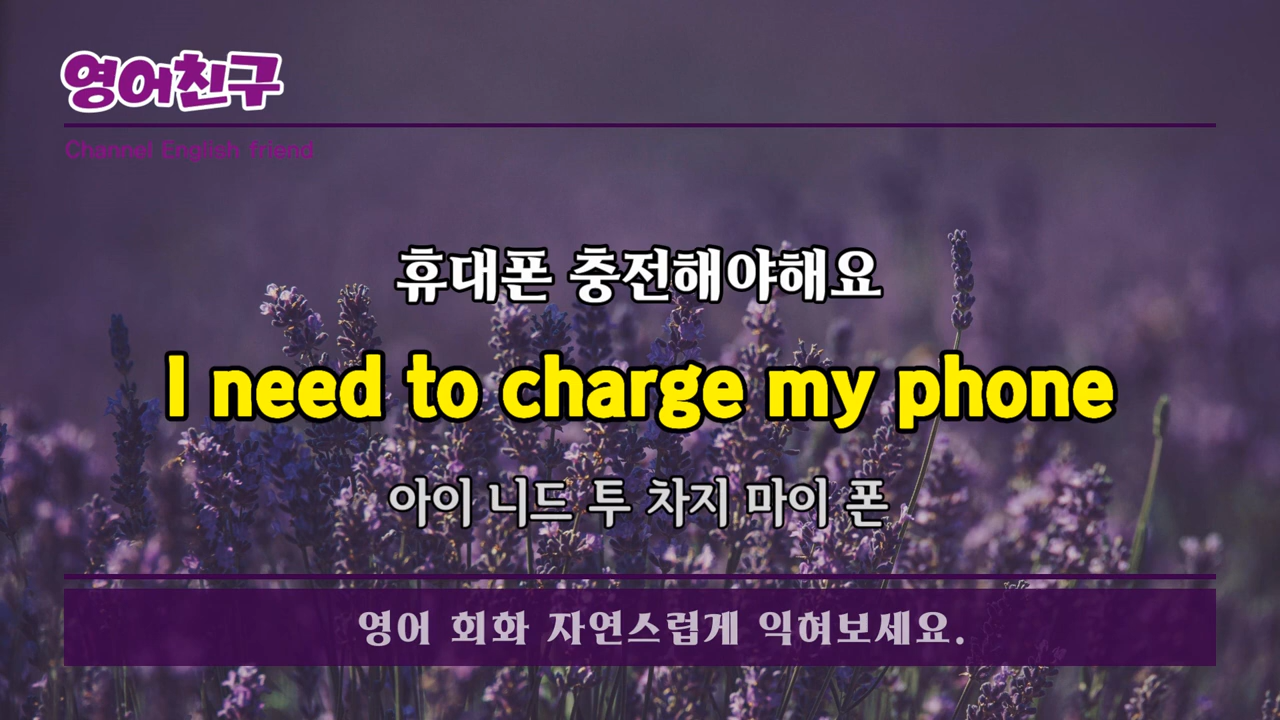 영어친구
Channel English friend
휴대폰 충전해야해요
I need to charge my phone
아이 니드 투 차지 마이 폰
영어 회화 자연스럽게 익혀보세요.